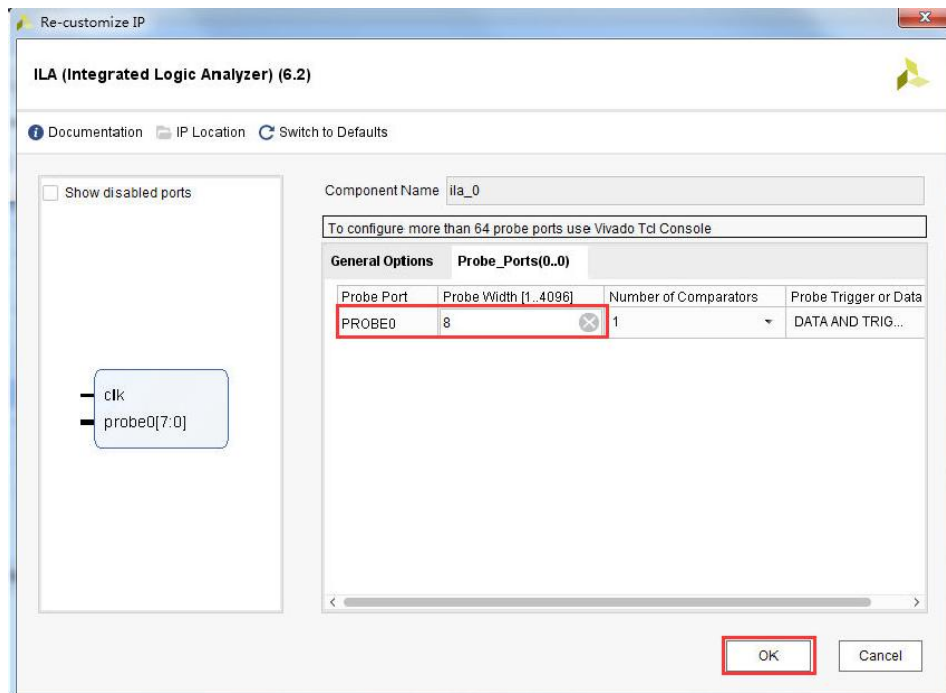 Re-customize IP
ILA (Integrated Logic Analyzer) (6.2)
Documentation IP Location Switch to Defaults
Show disabled ports
clk
probe0[7:0]
Component Name ila_0
To configure more than 64 probe ports use Vivado Tcl Console
General Options Probe_Ports(0..0)
Probe Port Probe Width [1..4096] Number of Comparators Probe Trigger or Data
PROBE0 8 1 DATA AND TRIG...
OK Cancel